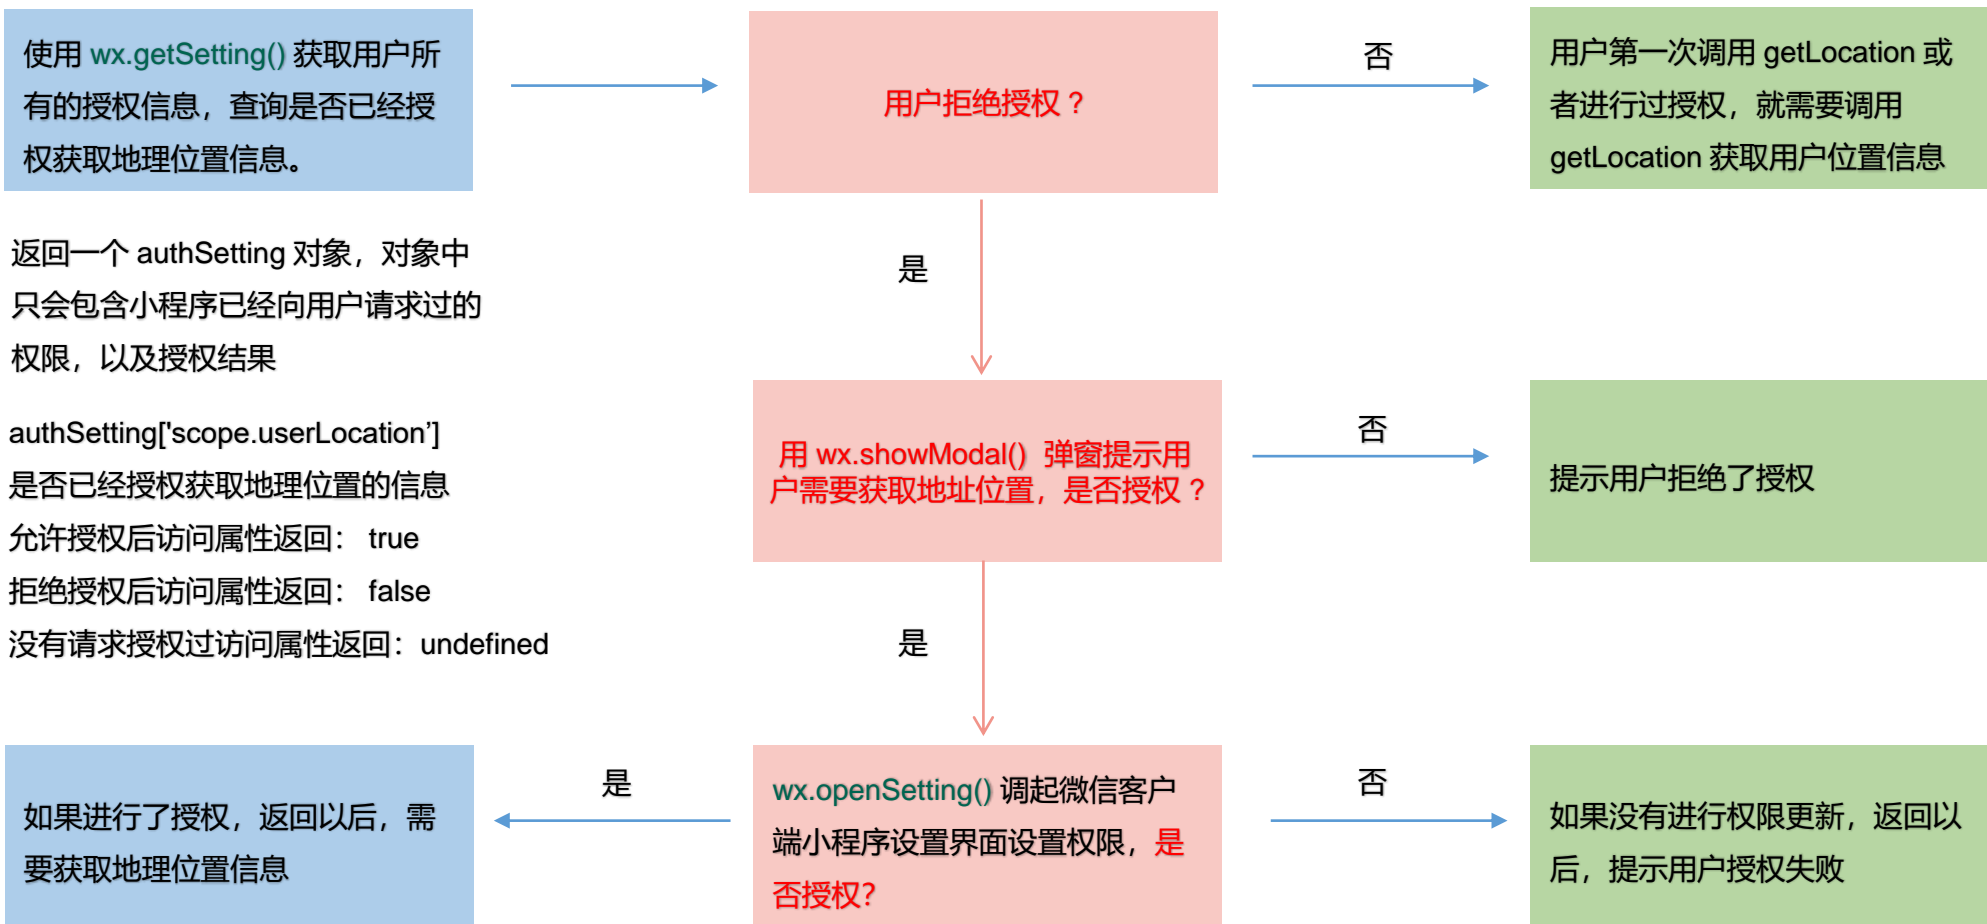 使用 wx.getSetting() 获取用户所
有的授权信息，查询是否已经授
权获取地理位置信息。
用户拒绝授权？
否
用户第一次调用 getLocation 或
者进行过授权，就需要调用
getLocation 获取用户位置信息
返回一个 authSetting 对象，对象中
只会包含小程序已经向用户请求过的
权限，以及授权结果
是
authSetting['scope.userLocation’]
是否已经授权获取地理位置的信息
允许授权后访问属性返回： true
拒绝授权后访问属性返回： false
没有请求授权过访问属性返回：undefined
用 wx.showModal() 弹窗提示用
户需要获取地址位置，是否授权？
否
提示用户拒绝了授权
是
如果进行了授权，返回以后，需
要获取地理位置信息
是
wx.openSetting() 调起微信客户
端小程序设置界面设置权限，是
否授权？
否
如果没有进行权限更新，返回以
后，提示用户授权失败